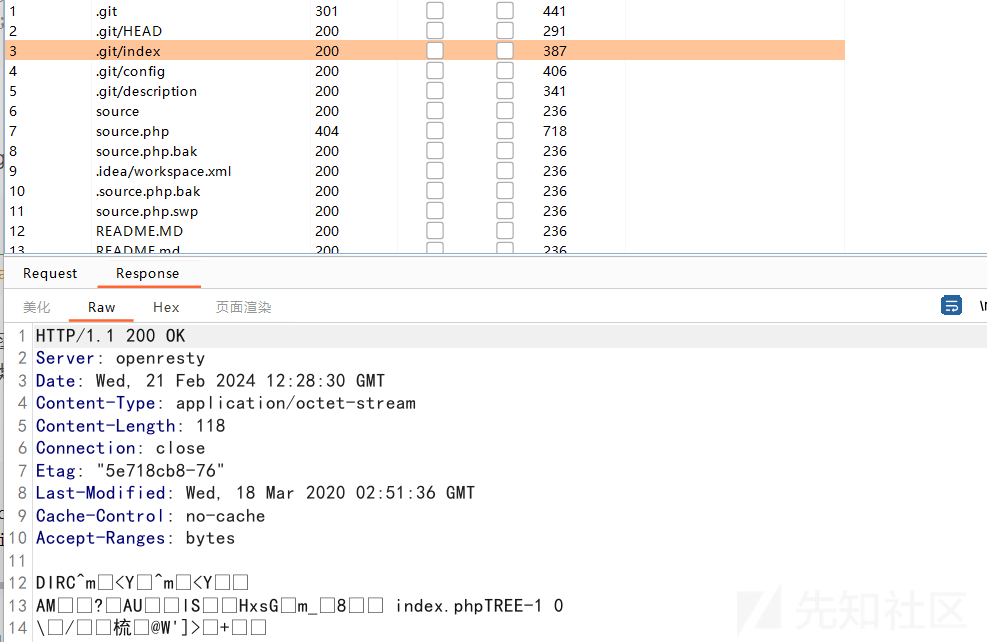 1 .git 301 441
2 .git/HEAD 200 291
3 .git/index 200 387
4 .git/config 200 406
5 .git/description 200 341
6 source 200 236
7 source.php 404 718
8 source.php.bak 200 236
9 .idea/workspace.xml 200 236
10 .source.php.bak 200 236
11 source.php.swp 200 236
12 README.MD 200 236
13 README.md 200 236
Request Response
美化 Raw Hex 页面渲染 \n
1 HTTP/1.1 200 OK
2 Server: openresty
3 Date: Wed, 21 Feb 2024 12:28:30 GMT
4 Content-Type: application/octet-stream
5 Content-Length: 118
6 Connection: close
7 Etag: "5e718cb8-76"
8 Last-Modified: Wed, 18 Mar 2020 02:51:36 GMT
9 Cache-Control: no-cache
10 Accept-Ranges: bytes
11
12 DIRC^m□<Y□^m□<Y□□
13 AM□□?□AU□□lS□□HxsG□m_□8□□ index.phpTREE-1 0
14 \□/□□梳□@W']>□+□□
先知社区